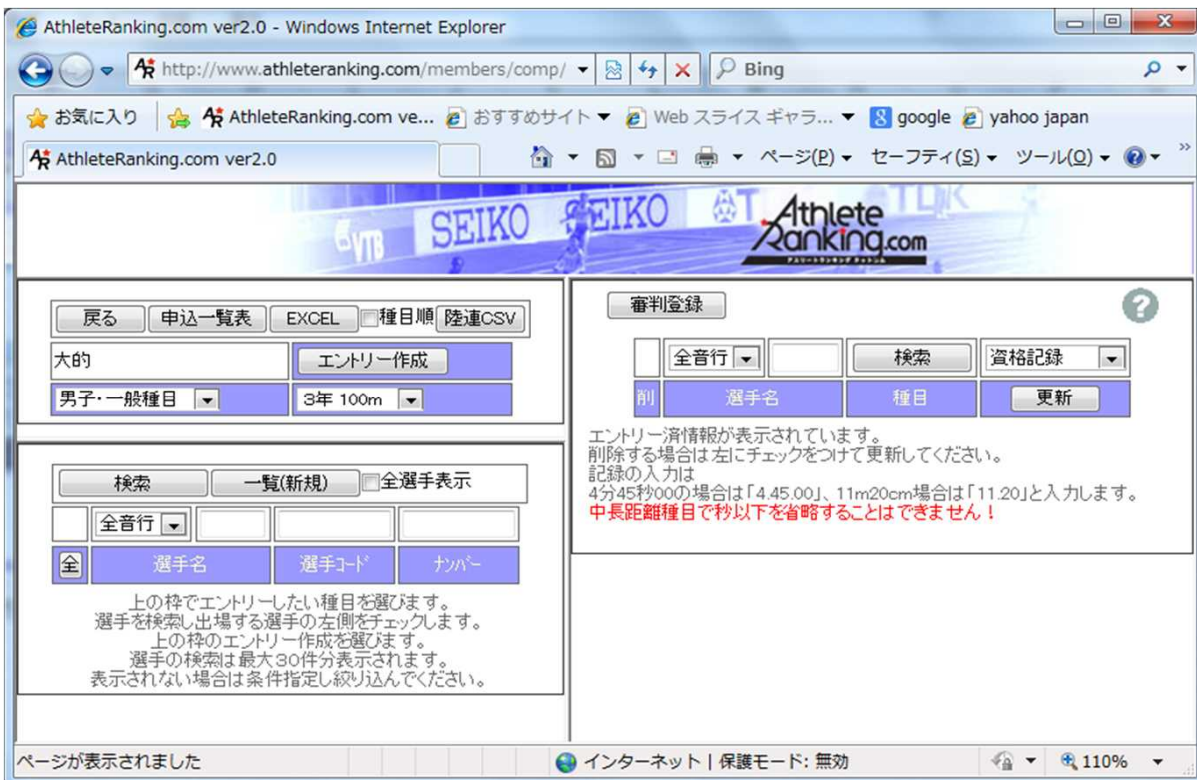 AthleteRanking.com ver2.0 - Windows Internet Explorer
http://www.athleteranking.com/members/comp/ Bing
お気に入り AthleteRanking.com ve... おすすめサイト Web スライス ギャラ... google yahoo japan
AthleteRanking.com ver2.0 ページ(P) セーフティ(S) ツール(O)
VTB SEIKO SEIKO TDK
Athlete Ranking.com
戻る 申込一覧表 EXCEL 種目順 陸連CSV
大的 エントリー作成
男子・一般種目 3年 100m
検索 一覧(新規) 全選手表示
全音行
全 選手名 選手コード ナンバー
上の枠でエントリーしたい種目を選びます。
選手を検索し出場する選手の左側をチェックします。
上の枠のエントリー作成を選びます。
選手の検索は最大30件分表示されます。
表示されない場合は条件指定し絞り込んでください。
審判登録
全音行 検索 資格記録
削 選手名 種目 更新
エントリー済情報が表示されています。
削除する場合は左にチェックをつけて更新してください。
記録の入力は
4分45秒00の場合は「4.45.00」、11m20cm場合は「11.20」と入力します。
中長距離種目で秒以下を省略することはできません!
ページが表示されました インターネット | 保護モード: 無効 110%